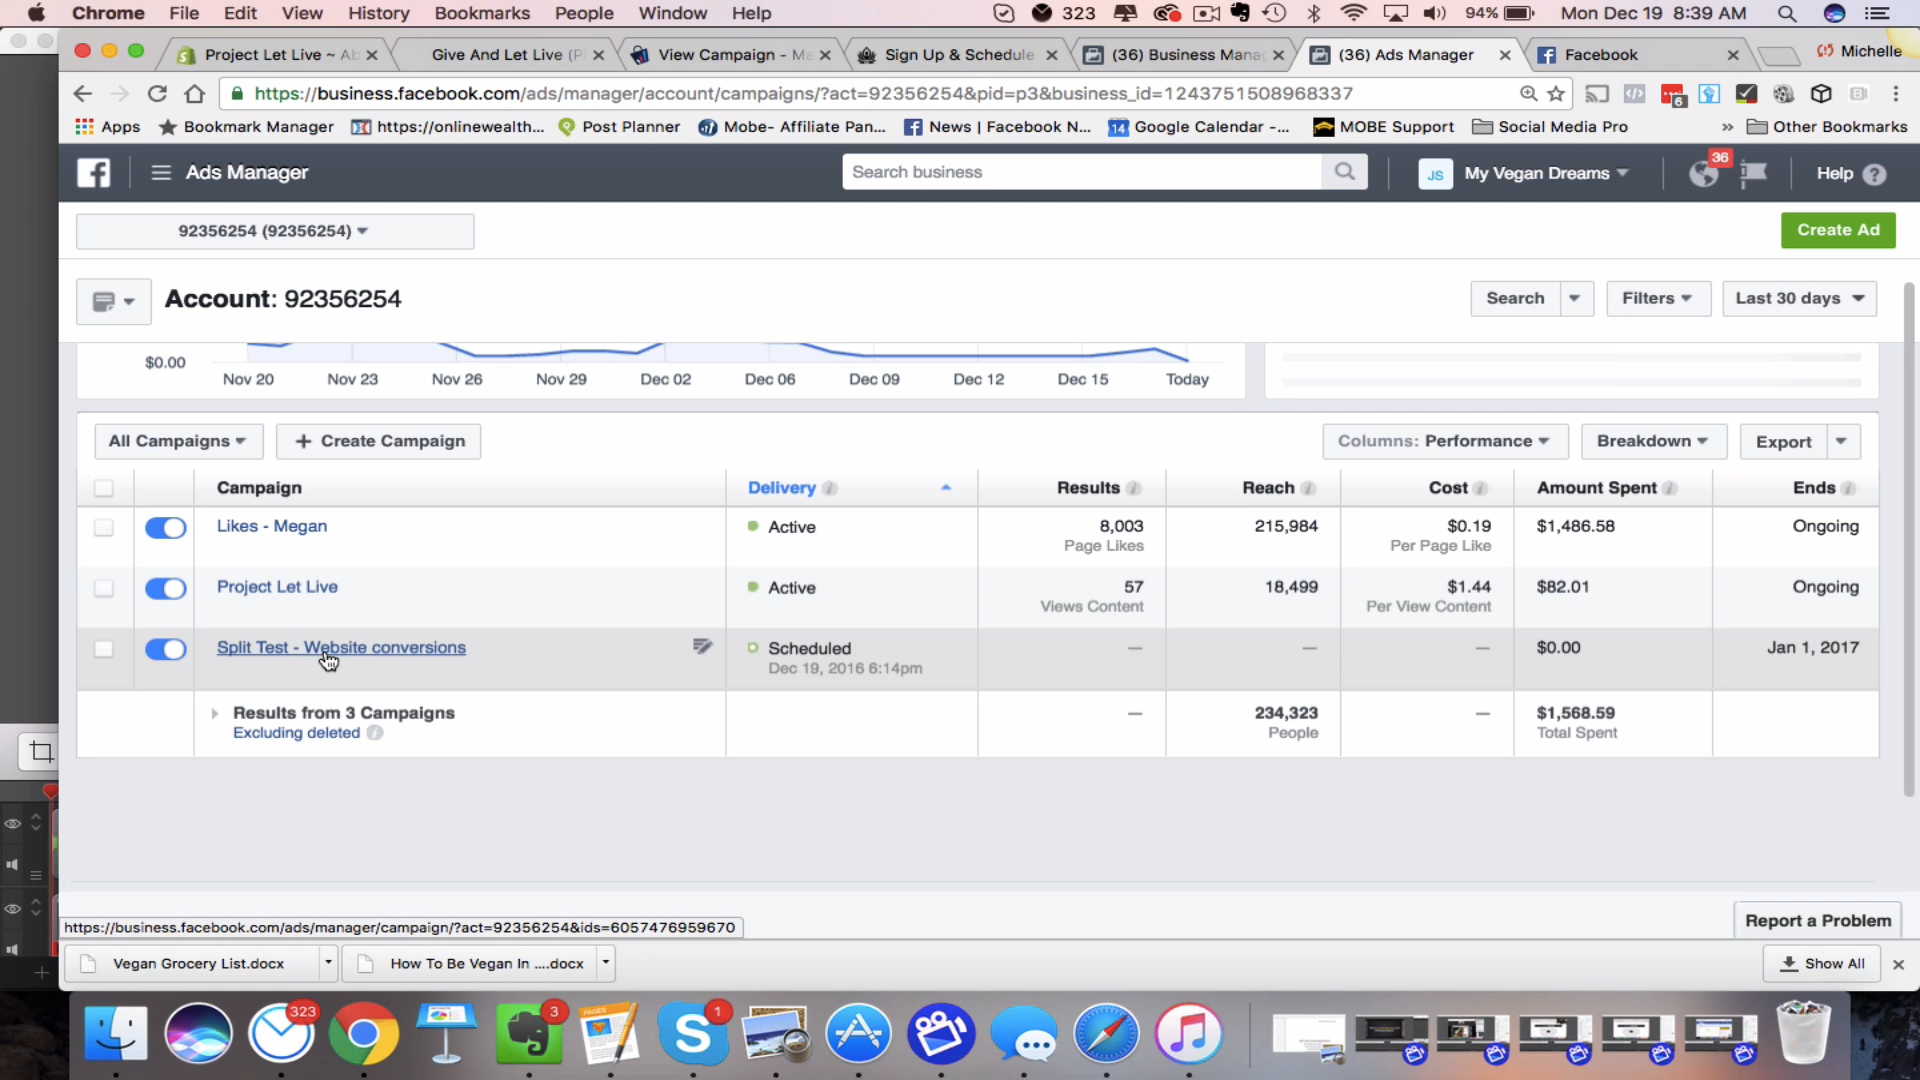 Chrome File Edit View History Bookmarks People Window Help 323 94% Mon Dec 19 8:39 AM
Project Let Live ~ Ab Give And Let Live (Pi View Campaign - Ma Sign Up & Schedule (36) Business Mana (36) Ads Manager Facebook Michelle
https://business.facebook.com/ads/manager/account/campaigns/?act=92356254&pid=p3&business_id=1243751508968337 6
Apps Bookmark Manager https://onlinewealth... Post Planner Mobe- Affiliate Pan... News | Facebook N... 14 Google Calendar -... MOBE Support Social Media Pro » Other Bookmarks
Ads Manager Search business JS My Vegan Dreams 36 Help ?
92356254 (92356254) Create Ad
Account: 92356254 Search Filters Last 30 days
$0.00
Nov 20 Nov 23 Nov 26 Nov 29 Dec 02 Dec 06 Dec 09 Dec 12 Dec 15 Today
All Campaigns + Create Campaign Columns: Performance Breakdown Export
Campaign Delivery Results Reach Cost Amount Spent Ends
Likes - Megan Active 8,003 215,984 $0.19 $1,486.58 Ongoing
Page Likes Per Page Like
Project Let Live Active 57 18,499 $1.44 $82.01 Ongoing
Views Content Per View Content
Split Test - Website conversions Scheduled — — — $0.00 Jan 1, 2017
Dec 19, 2016 6:14pm
Results from 3 Campaigns — 234,323 — $1,568.59
Excluding deleted People Total Spent
Report a Problem
https://business.facebook.com/ads/manager/campaign/?act=92356254&ids=6057476959670
Vegan Grocery List.docx How To Be Vegan In ....docx Show All
323 3 PAGES 1